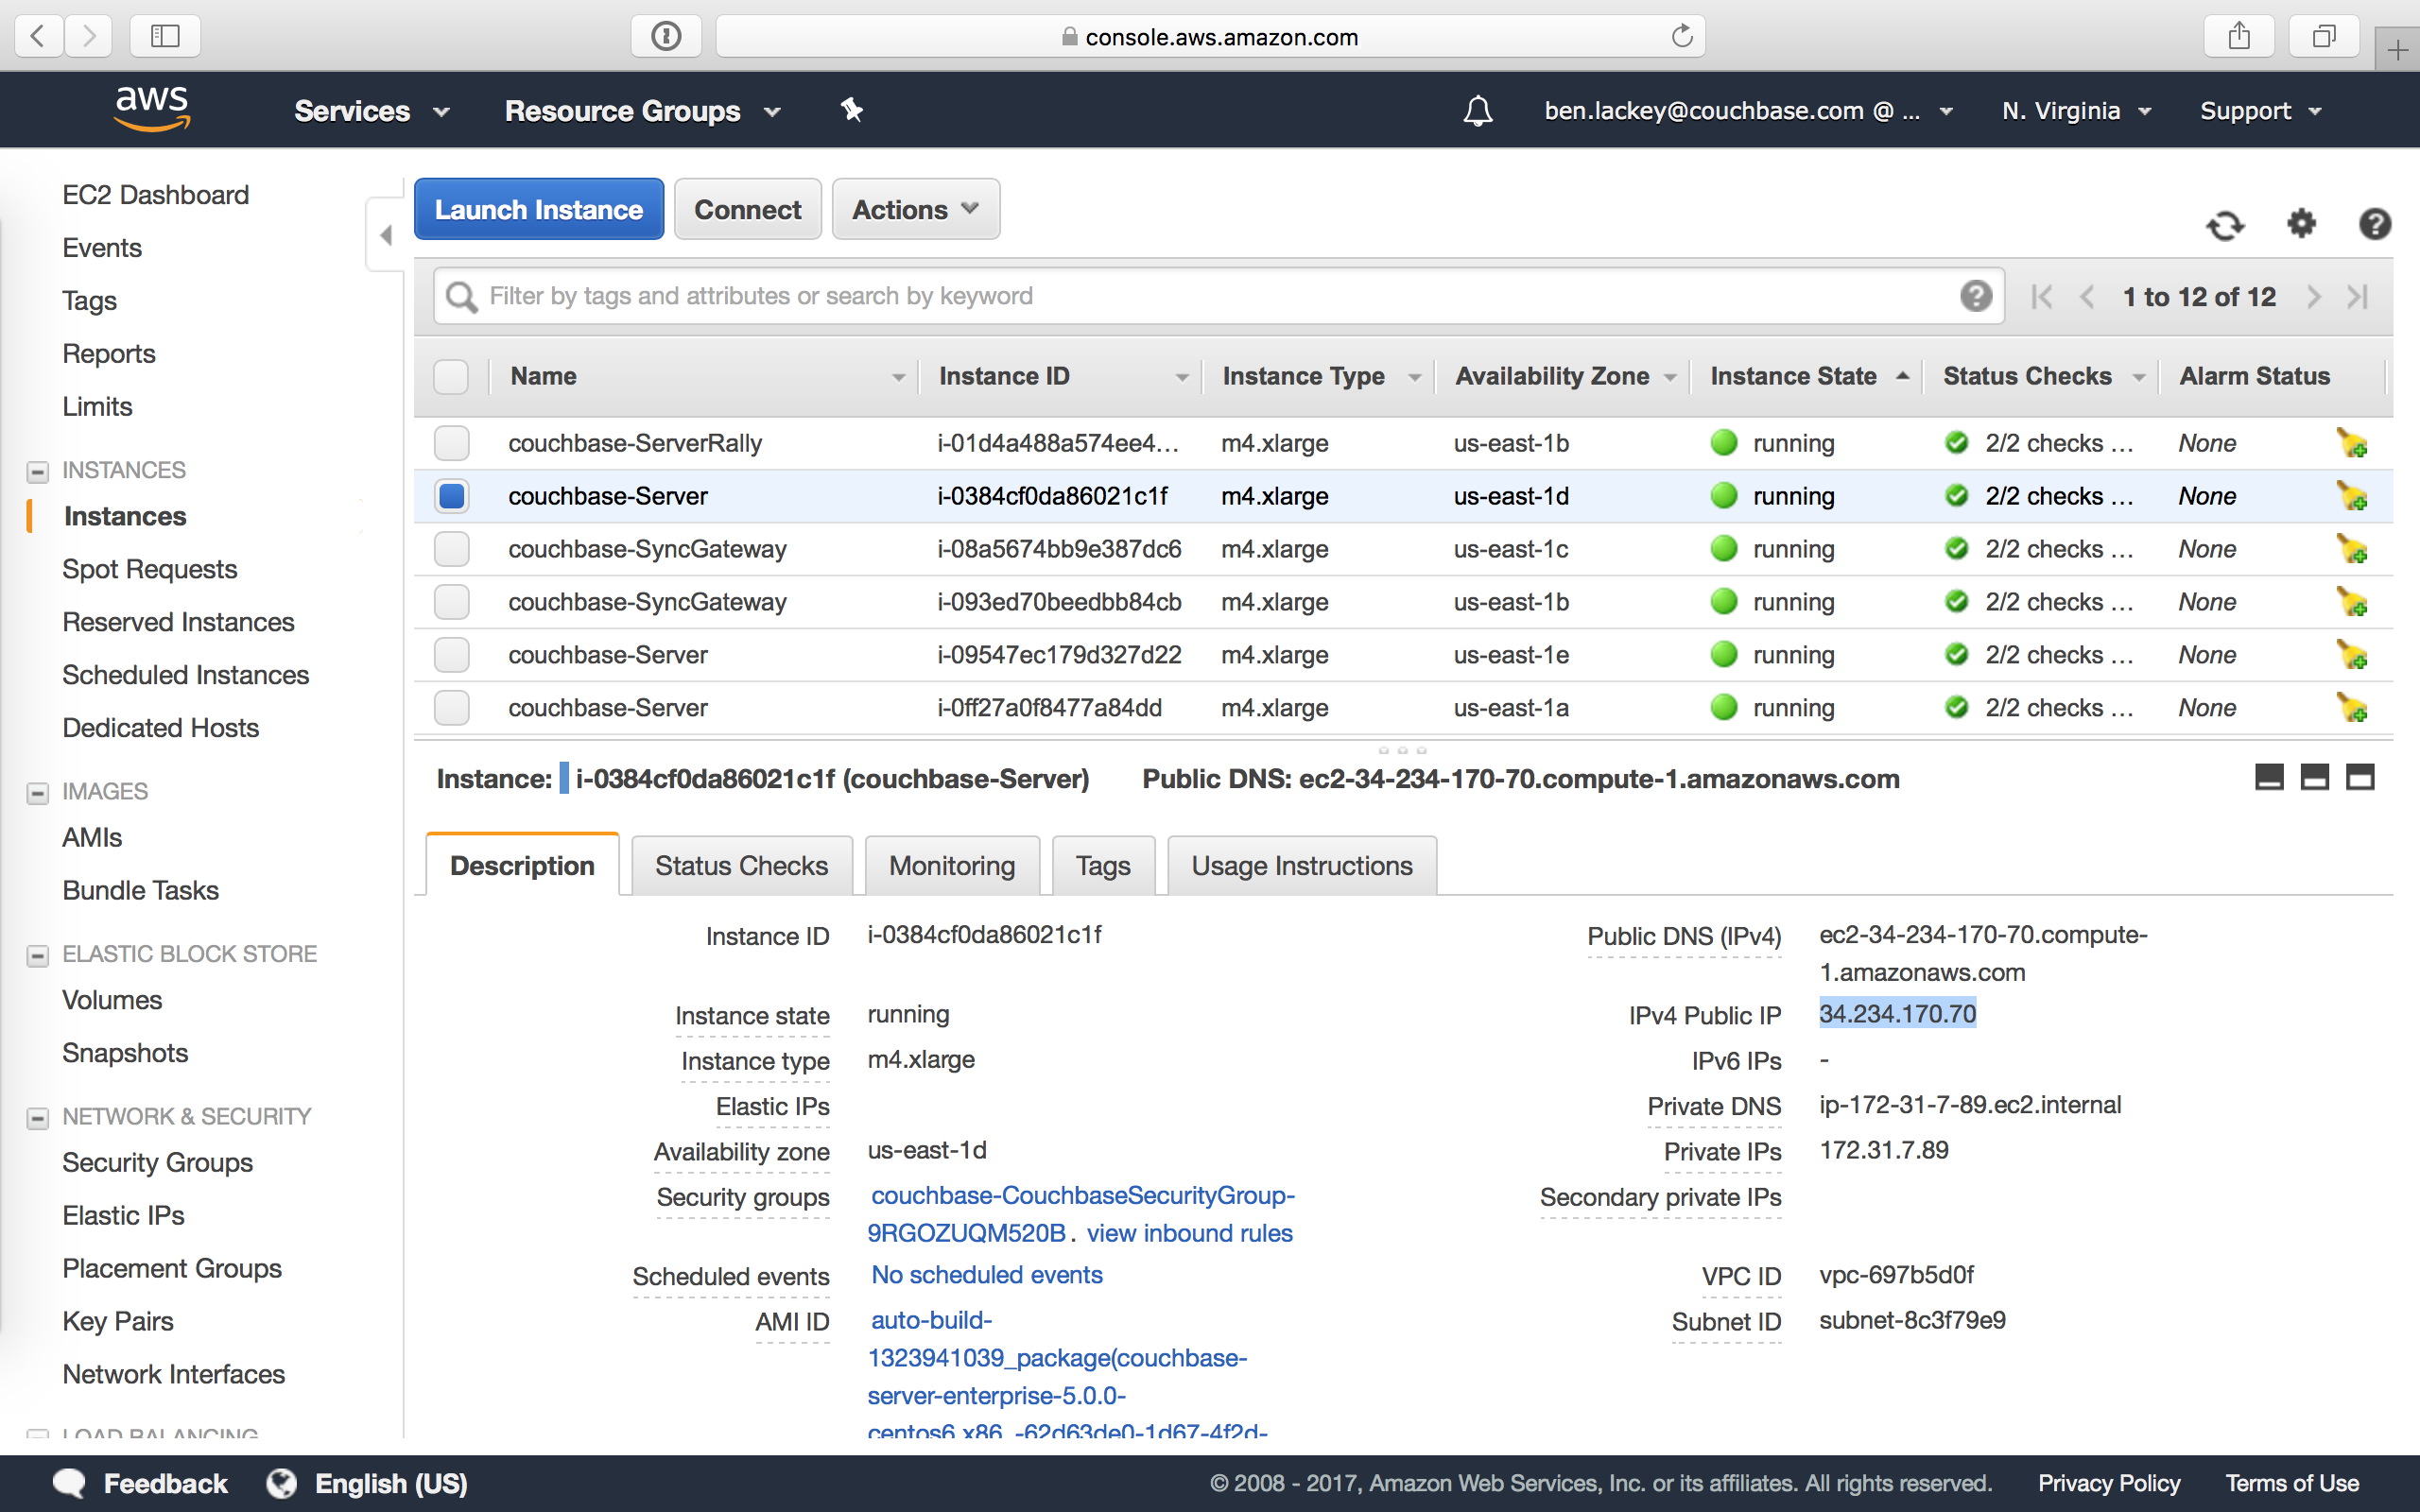 console.aws.amazon.com
aws Services Resource Groups ben.lackey@couchbase.com @ ... N. Virginia Support
EC2 Dashboard
Events
Tags
Reports
Limits
INSTANCES
Instances
Spot Requests
Reserved Instances
Scheduled Instances
Dedicated Hosts
IMAGES
AMIs
Bundle Tasks
ELASTIC BLOCK STORE
Volumes
Snapshots
NETWORK & SECURITY
Security Groups
Elastic IPs
Placement Groups
Key Pairs
Network Interfaces
LOAD BALANCING
Launch Instance Connect Actions
Filter by tags and attributes or search by keyword 1 to 12 of 12
Name Instance ID Instance Type Availability Zone Instance State Status Checks Alarm Status
couchbase-ServerRally i-01d4a488a574ee4... m4.xlarge us-east-1b running 2/2 checks ... None
couchbase-Server i-0384cf0da86021c1f m4.xlarge us-east-1d running 2/2 checks ... None
couchbase-SyncGateway i-08a5674bb9e387dc6 m4.xlarge us-east-1c running 2/2 checks ... None
couchbase-SyncGateway i-093ed70beedbb84cb m4.xlarge us-east-1b running 2/2 checks ... None
couchbase-Server i-09547ec179d327d22 m4.xlarge us-east-1e running 2/2 checks ... None
couchbase-Server i-0ff27a0f8477a84dd m4.xlarge us-east-1a running 2/2 checks ... None
Instance: i-0384cf0da86021c1f (couchbase-Server) Public DNS: ec2-34-234-170-70.compute-1.amazonaws.com
Description Status Checks Monitoring Tags Usage Instructions
Instance ID i-0384cf0da86021c1f
Instance state running
Instance type m4.xlarge
Elastic IPs
Availability zone us-east-1d
Security groups couchbase-CouchbaseSecurityGroup-
9RGOZUQM520B. view inbound rules
Scheduled events No scheduled events
AMI ID auto-build-
1323941039_package(couchbase-
server-enterprise-5.0.0-
centos6.x86_-62d63de0-1d67-4f2d-
Public DNS (IPv4) ec2-34-234-170-70.compute-
1.amazonaws.com
IPv4 Public IP 34.234.170.70
IPv6 IPs -
Private DNS ip-172-31-7-89.ec2.internal
Private IPs 172.31.7.89
Secondary private IPs
VPC ID vpc-697b5d0f
Subnet ID subnet-8c3f79e9
Feedback English (US) © 2008 - 2017, Amazon Web Services, Inc. or its affiliates. All rights reserved. Privacy Policy Terms of Use